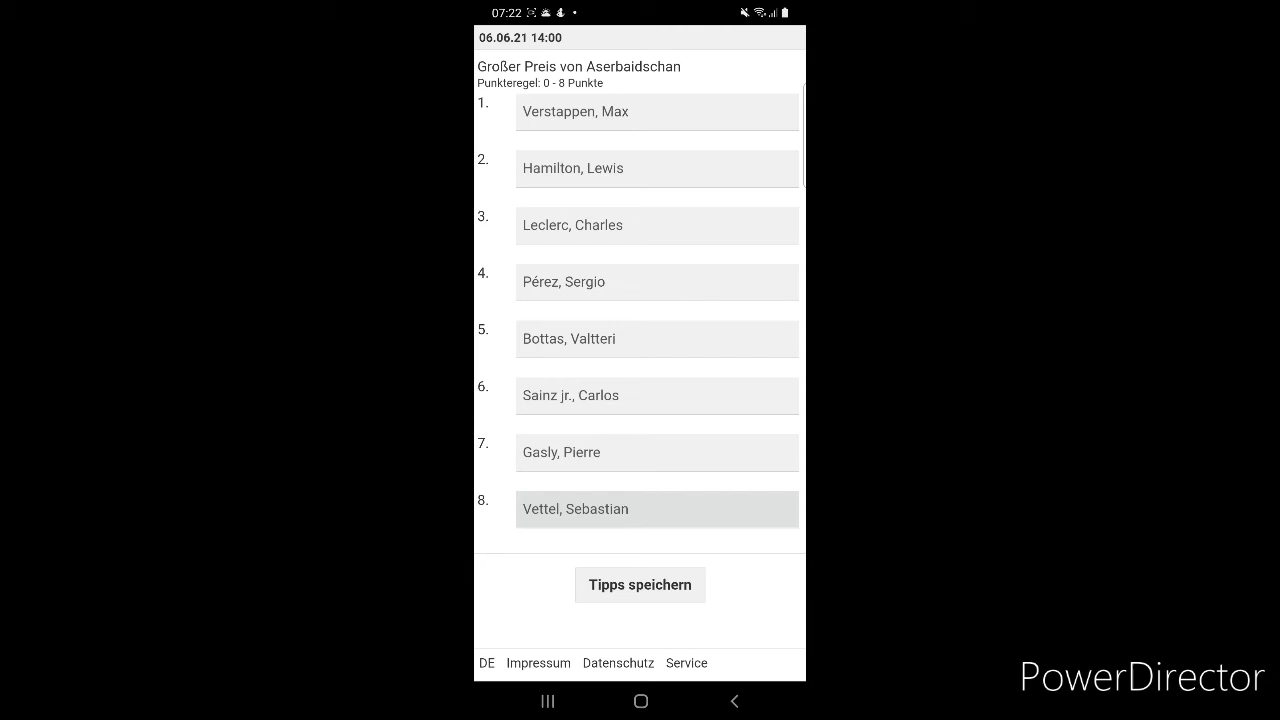 07:22
06.06.21 14:00
Großer Preis von Aserbaidschan
Punkteregel: 0 - 8 Punkte
1. Verstappen, Max
2. Hamilton, Lewis
3. Leclerc, Charles
4. Pérez, Sergio
5. Bottas, Valtteri
6. Sainz jr., Carlos
7. Gasly, Pierre
8. Vettel, Sebastian
Tipps speichern
DE Impressum Datenschutz Service
PowerDirector